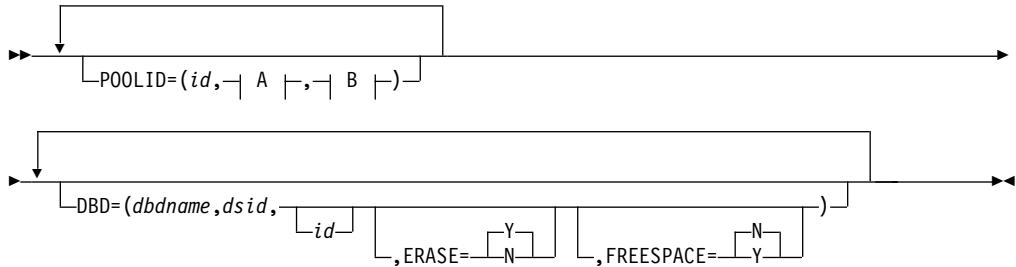 POOLID=(id, A , B )
DBD=(dbdname,dsid, id ,ERASE= Y N ,FREESPACE= N Y )